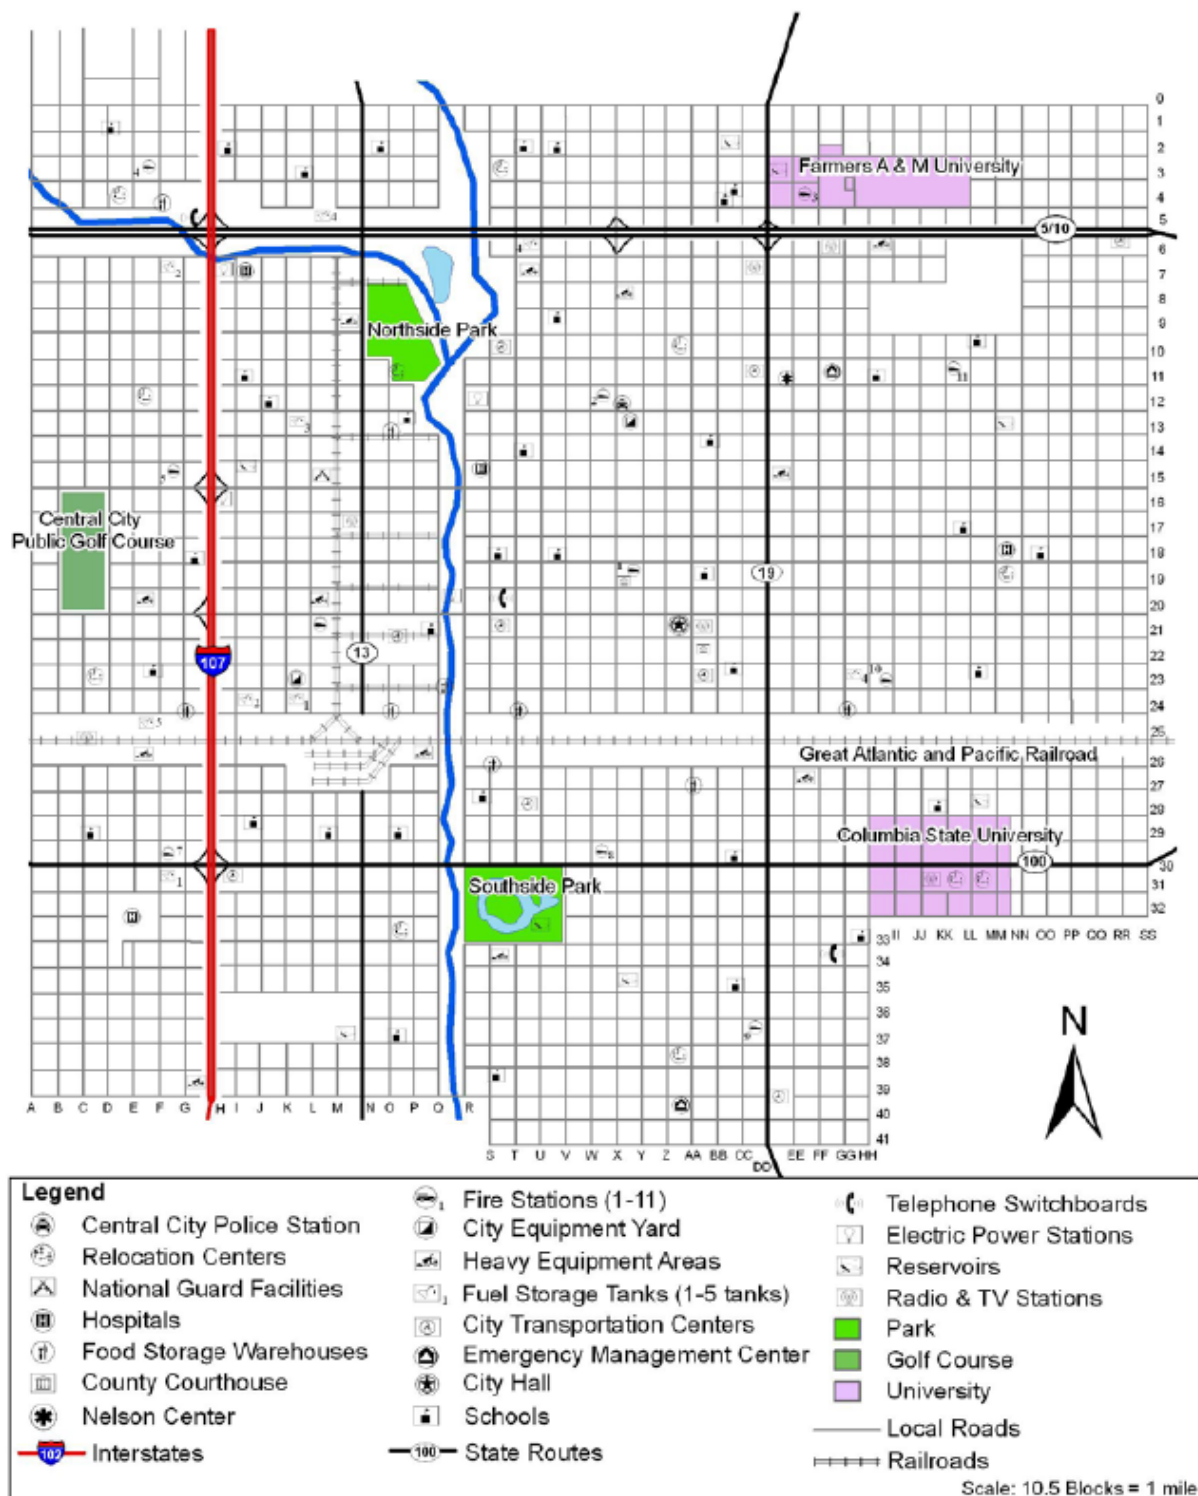 0
1
2
3
4
5
6
7
8
9
10
11
12
13
14
15
16
17
18
19
20
21
22
23
24
25
26
27
28
29
30
31
32
33
34
35
36
37
38
39
40
41
Farmers A & M University
5/10
Northside Park
Central City
Public Golf Course
19
13
107
Great Atlantic and Pacific Railroad
Columbia State University
100
Southside Park
II JJ KK LL MM NN OO PP QQ RR SS
N
A B C D E F G H I J K L M N O P Q R
S T U V W X Y Z AA BB CC DD EE FF GG HH
Legend
Central City Police Station
Relocation Centers
National Guard Facilities
Hospitals
Food Storage Warehouses
County Courthouse
Nelson Center
102 Interstates
Fire Stations (1-11)
City Equipment Yard
Heavy Equipment Areas
Fuel Storage Tanks (1-5 tanks)
City Transportation Centers
Emergency Management Center
City Hall
Schools
100 State Routes
Telephone Switchboards
Electric Power Stations
Reservoirs
Radio & TV Stations
Park
Golf Course
University
Local Roads
Railroads
Scale: 10.5 Blocks = 1 mile